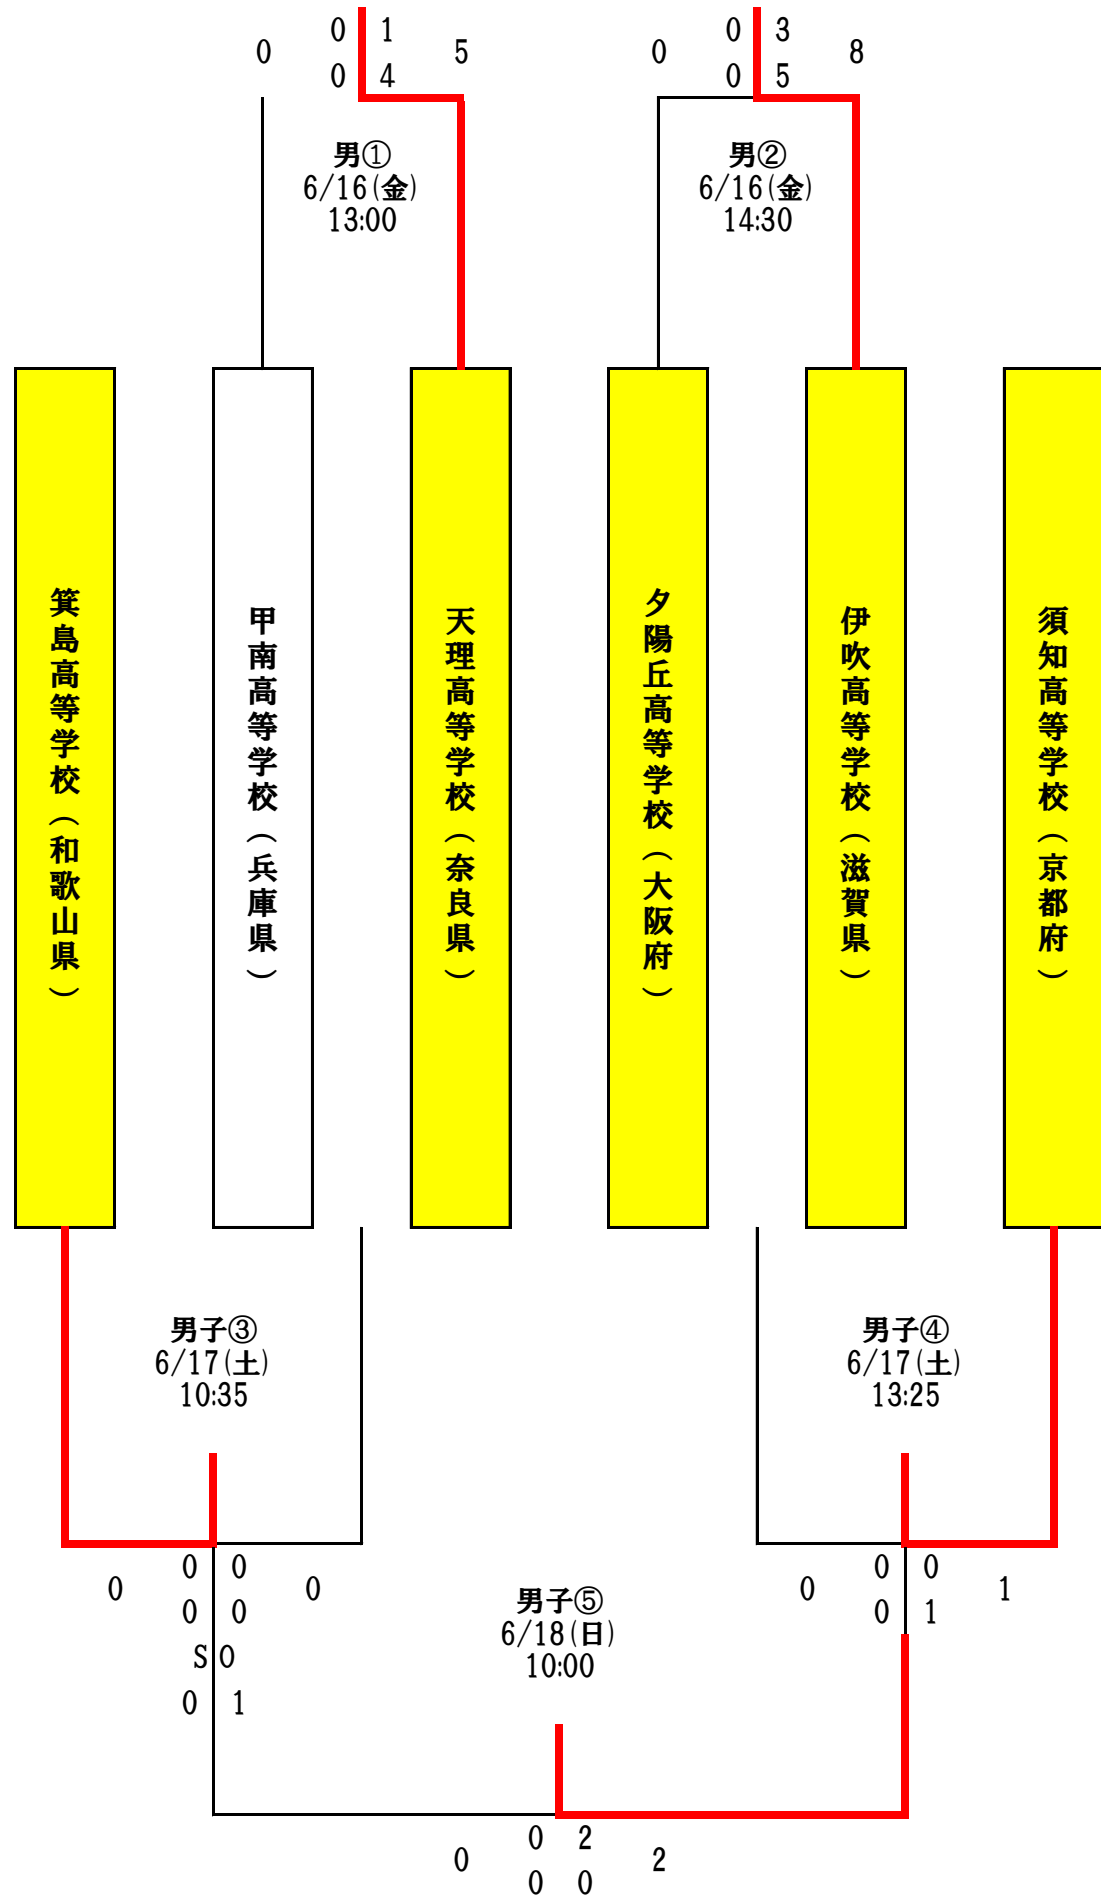 0 1
0 5
0 4
0 3
0 8
0 5
男①
6/16(金)
13:00
男②
6/16(金)
14:30
箕島高等学校(和歌山県)
甲南高等学校(兵庫県)
天理高等学校(奈良県)
夕陽丘高等学校(大阪府)
伊吹高等学校(滋賀県)
須知高等学校(京都府)
男子③
6/17(土)
10:35
男子④
6/17(土)
13:25
0 0
0 0
0 0
SO
0 1
0 0
0 1
0 1
男子⑤
6/18(日)
10:00
0 2
0 2
0 0